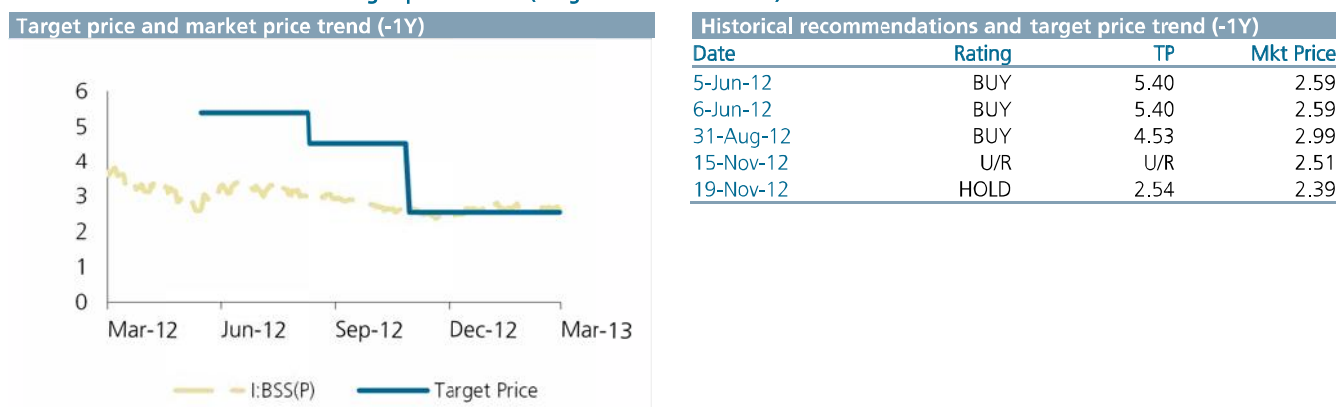 Target price and market price trend (-1Y)
6
5
4
3
2
1
0
Mar-12 Jun-12 Sep-12 Dec-12 Mar-13
I:BSS(P) Target Price
Historical recommendations and target price trend (-1Y)
Date Rating TP Mkt Price
5-Jun-12 BUY 5.40 2.59
6-Jun-12 BUY 5.40 2.59
31-Aug-12 BUY 4.53 2.99
15-Nov-12 U/R U/R 2.51
19-Nov-12 HOLD 2.54 2.39